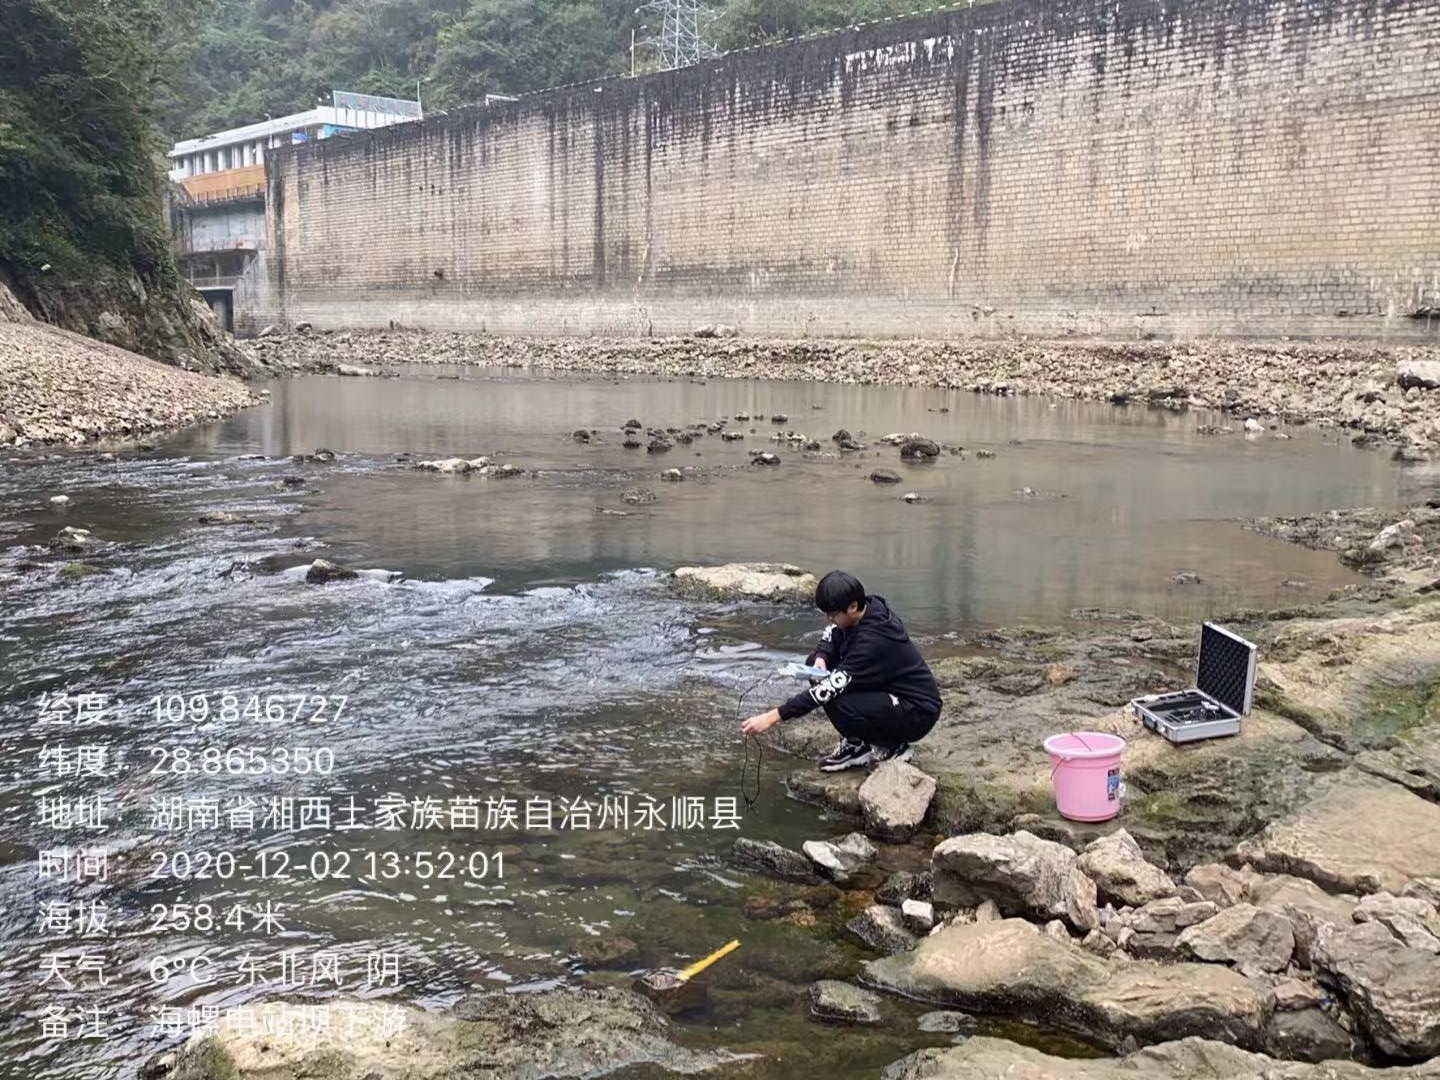 经度：109.846727
纬度：28.865350
地址：湖南省湘西土家族苗族自治州永顺县
时间：2020-12-02 13:52:01
海拔：258.4米
天气：6°C 东北风 阴
备注：海螺电站坝下游